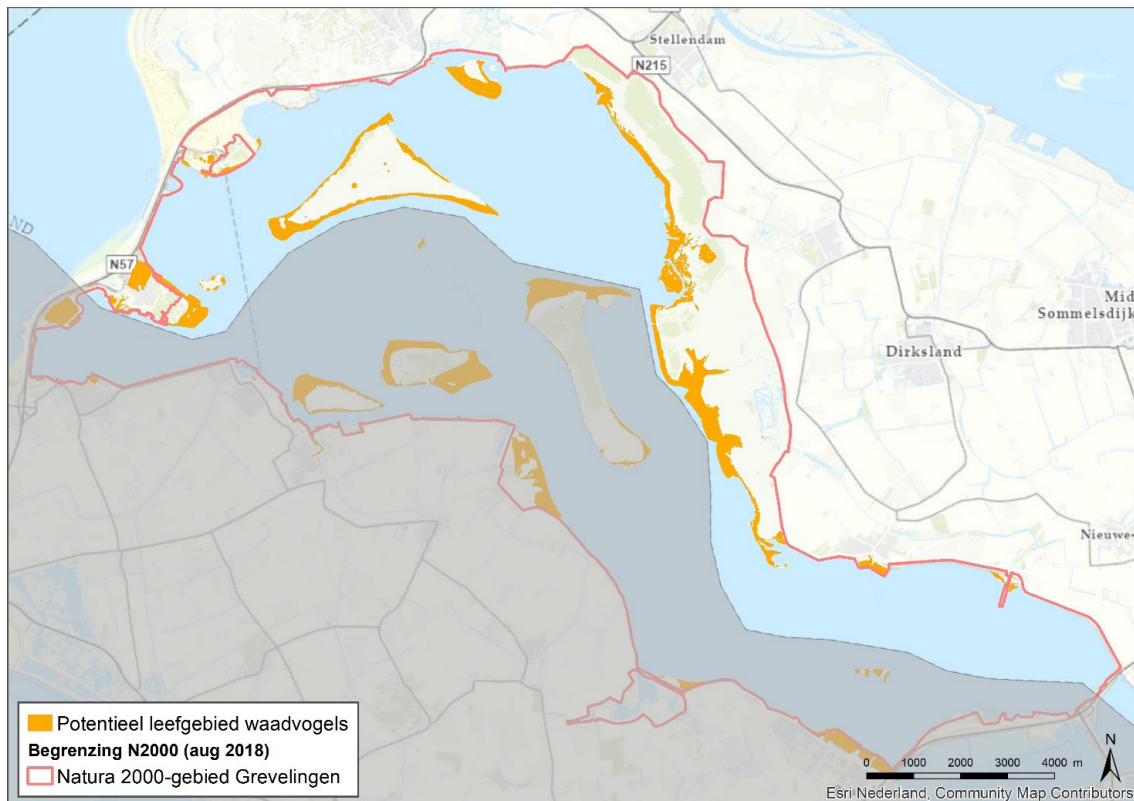 Stellendam
N215
ND
N57
Mid
Sommelsdijk
Dirksland
Nieuwe-
Potentieel leefgebied waadvogels
Begrenzing N2000 (aug 2018)
Natura 2000-gebied Grevelingen
N
0 1000 2000 3000 4000 m
Esri Nederland, Community Map Contributors